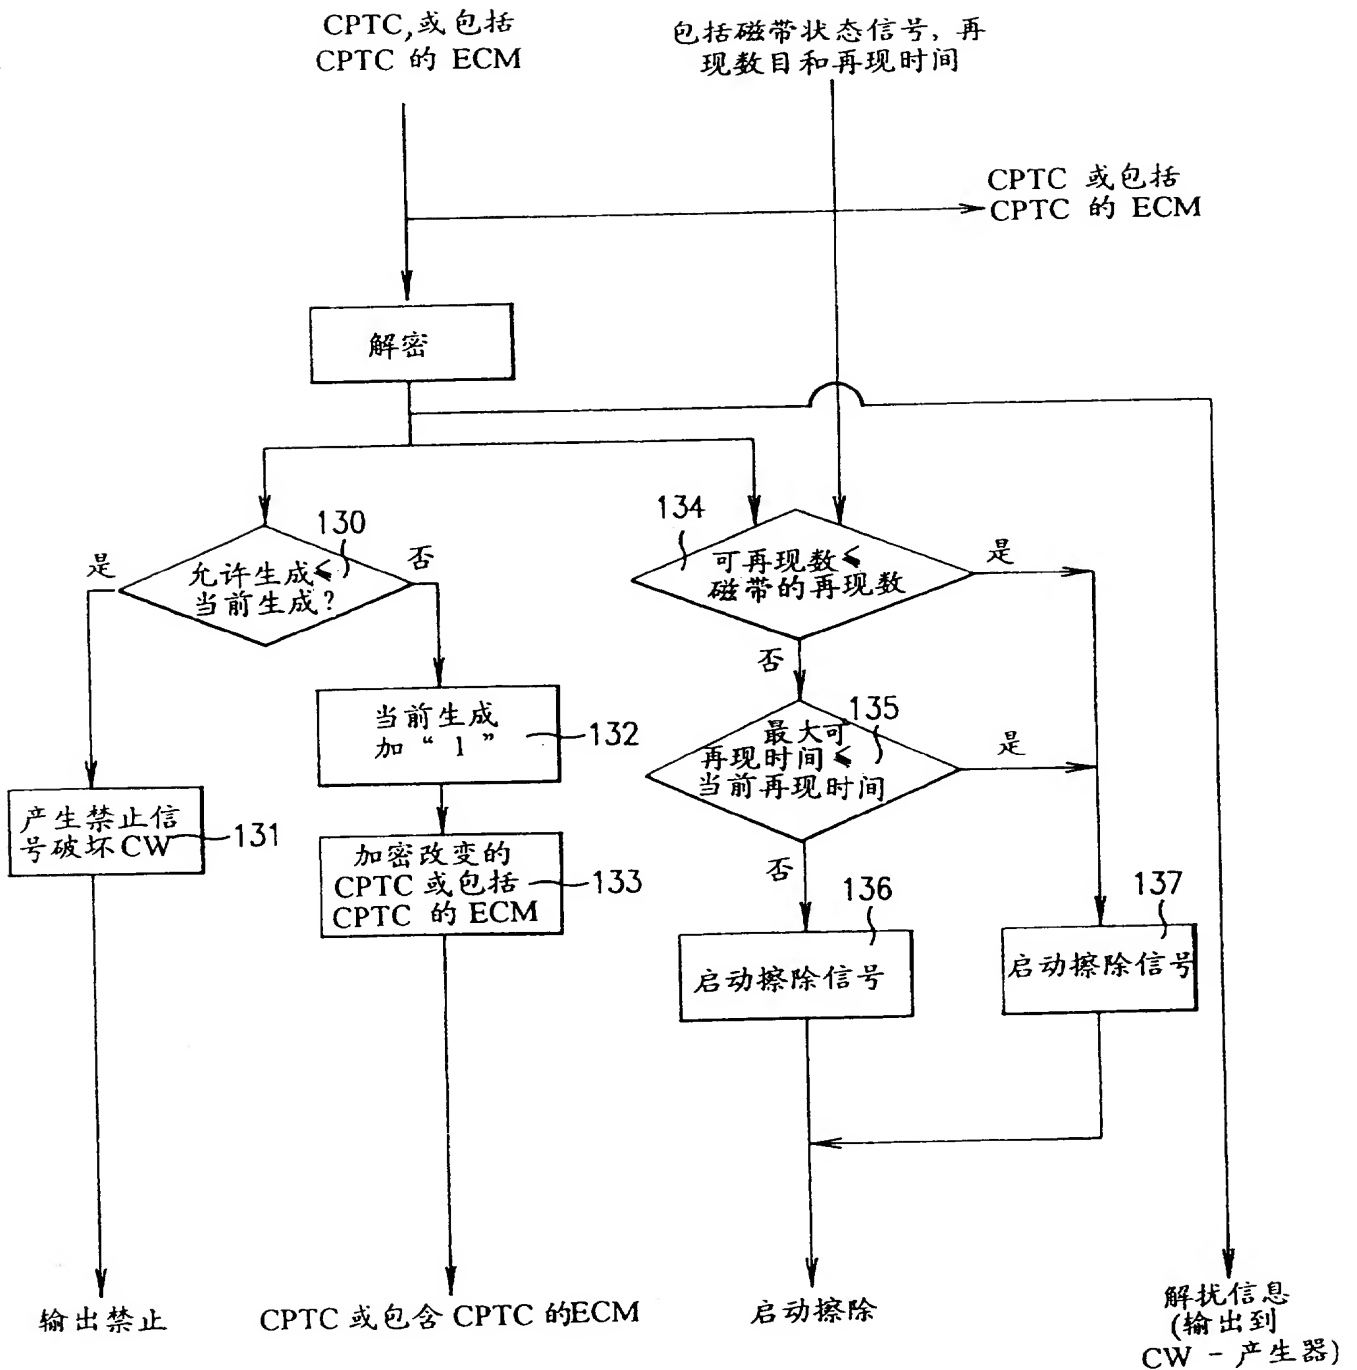 CPTC,或包括
CPTC 的 ECM
包括磁带状态信号,再
现数目和再现时间
CPTC 或包括
CPTC 的 ECM
解密
130
是
否
允许生成≤
当前生成?
134
可再现数≤
磁带的再现数
是
否
当前生成
加“1”
132
135
最大可
再现时间≤
当前再现时间
是
否
产生禁止信
号破坏CW
131
加密改变的
CPTC 或包括
CPTC 的 ECM
133
136
启动擦除信号
137
启动擦除信号
输出禁止
CPTC 或包含 CPTC 的ECM
启动擦除
解扰信息
(输出到
CW - 产生器)